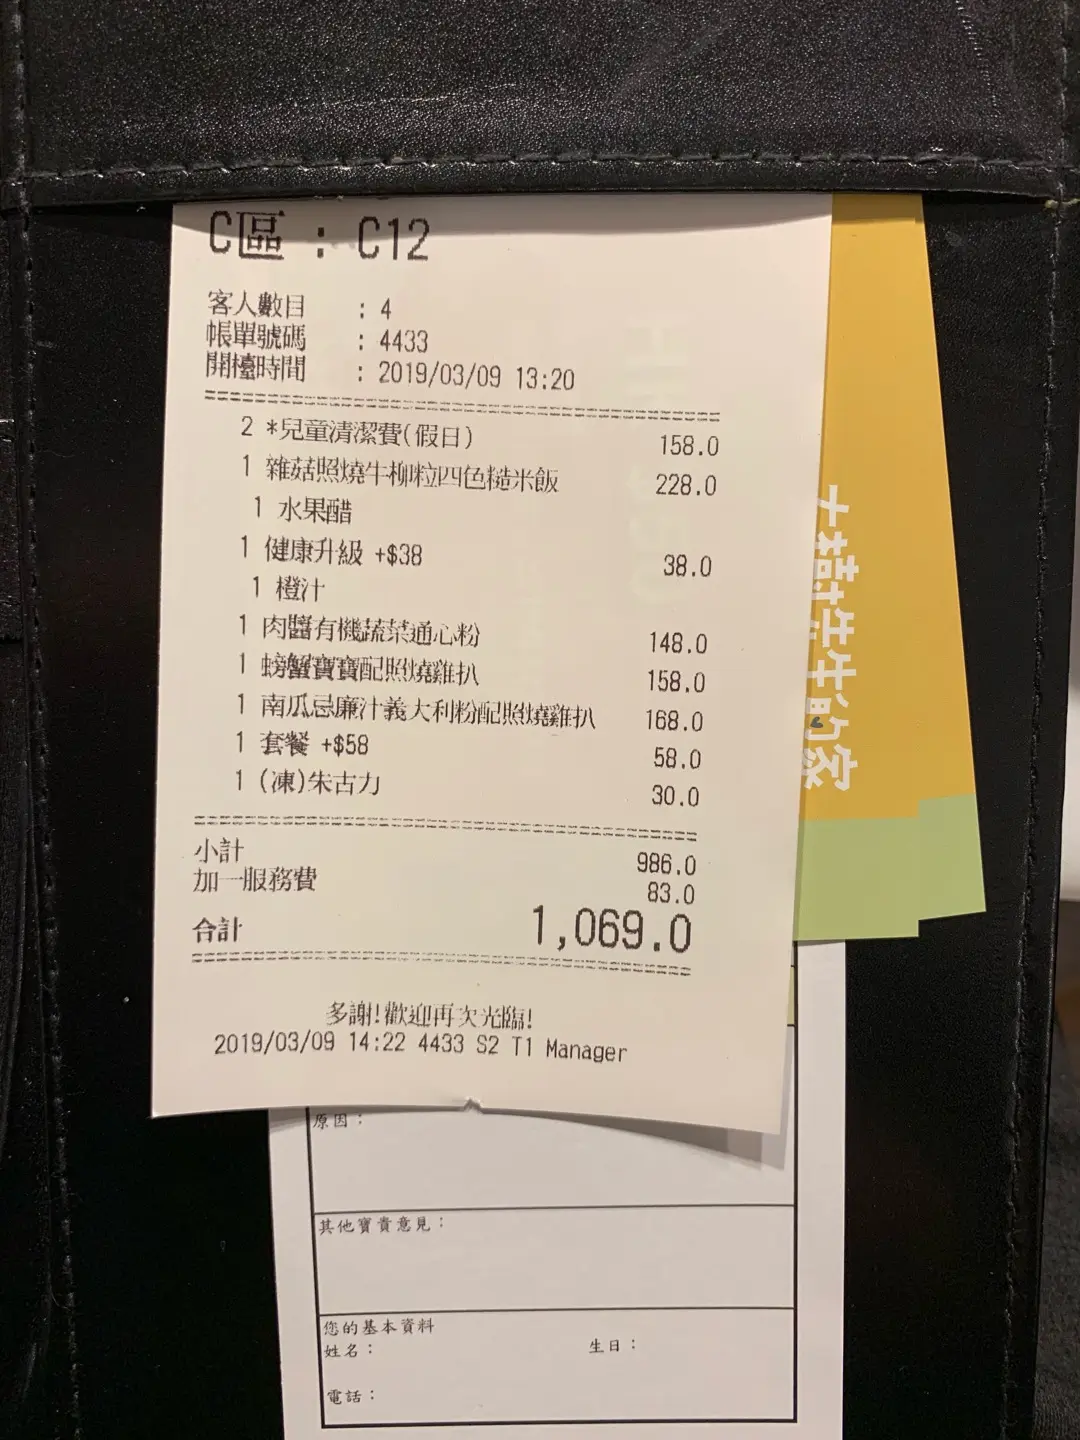 C區 : C12
客人數目 : 4
帳單號碼 : 4433
開檯時間 : 2019/03/09 13:20
2 *兒童清潔費(假日) 158.0
1 雜菇照燒牛柳粒四色糙米飯 228.0
1 水果醋
1 健康升級 +$38 38.0
1 橙汁
1 肉醬有機蔬菜通心粉 148.0
1 螃蟹寶寶配照燒雞扒 158.0
1 南瓜忌廉汁義大利粉配照燒雞扒 168.0
1 套餐 +$58 58.0
1 (凍)朱古力 30.0
小計 986.0
加一服務費 83.0
合計 1,069.0
多謝!歡迎再次光臨!
2019/03/09 14:22 4433 S2 T1 Manager
大樹先生的家
原因：
其他寶貴意見：
您的基本資料
姓名： 生日：
電話：